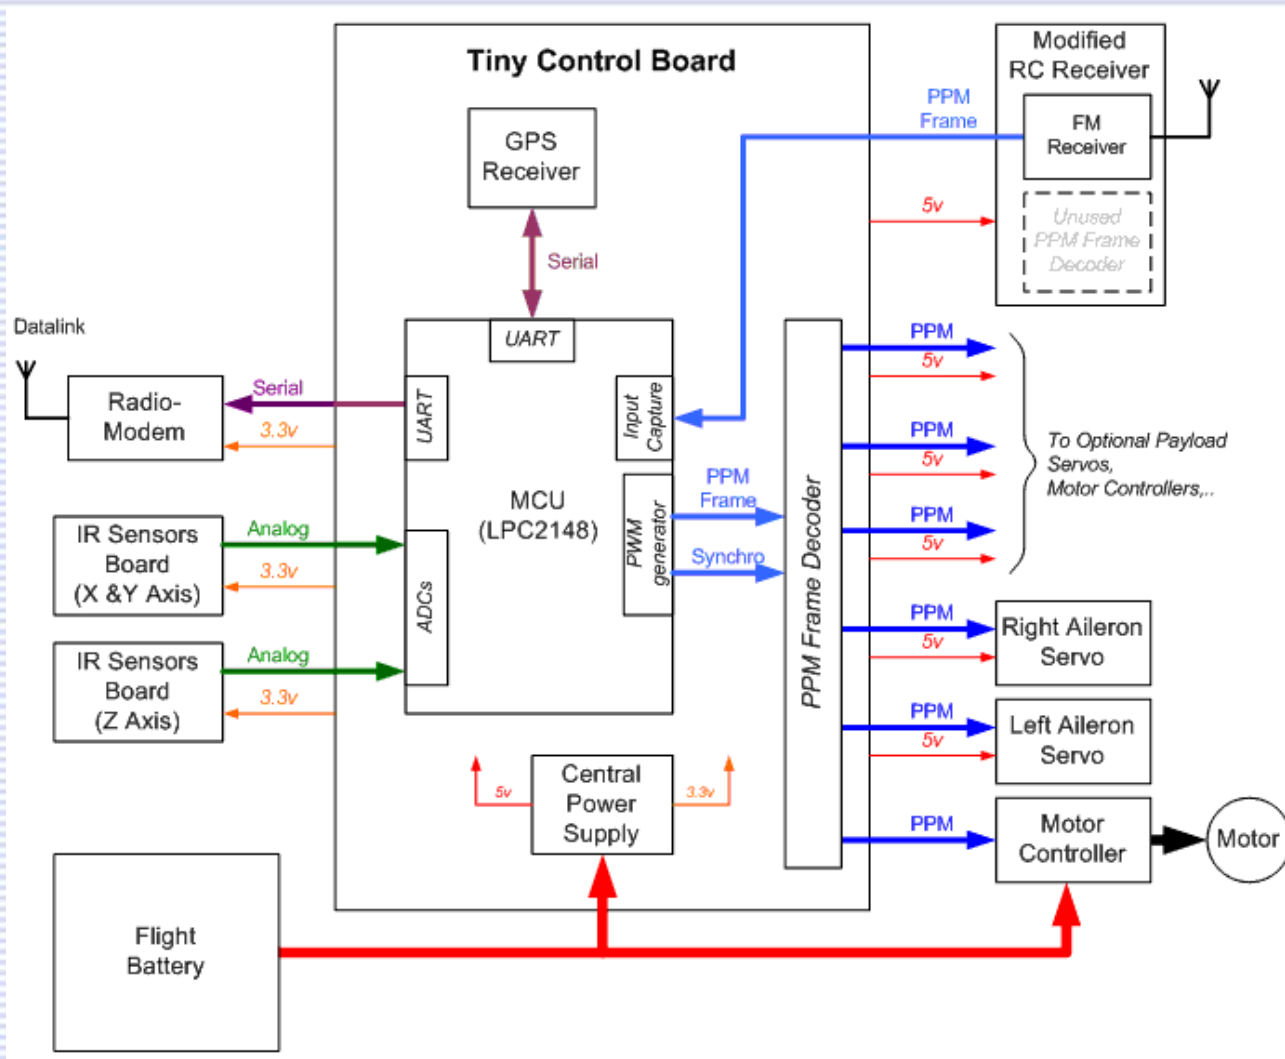 Tiny Control Board
Modified
RC Receiver
PPM
Frame
FM
Receiver
GPS
Receiver
5v
Unused
PPM Frame
Decoder
Serial
Datalink
UART
PPM
5v
Radio-
Modem
Serial
3.3v
UART
Input
Capture
PPM
5v
To Optional Payload
Servos,
Motor Controllers,..
MCU
(LPC2148)
PPM
Frame
Synchro
PWM
generator
PPM Frame Decoder
PPM
5v
IR Sensors
Board
(X &Y Axis)
Analog
3.3v
ADCs
PPM
5v
Right Aileron
Servo
IR Sensors
Board
(Z Axis)
Analog
3.3v
PPM
5v
Left Aileron
Servo
5v
Central
Power
Supply
3.3v
PPM
Motor
Controller
Motor
Flight
Battery